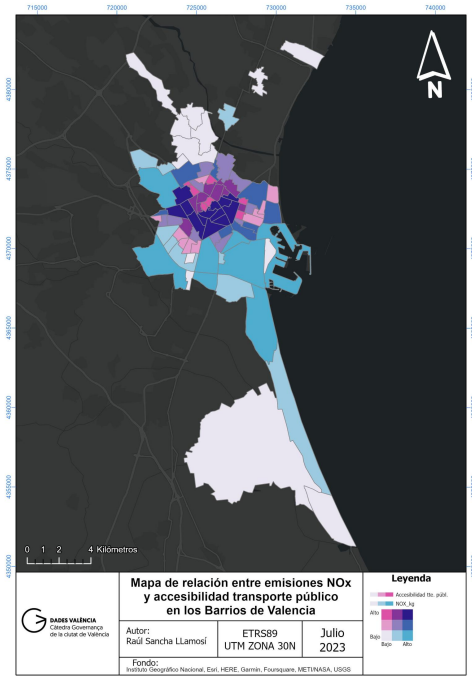 715000 720000 725000 730000 735000 740000
4380000
4375000
4370000
4365000
4360000
4355000
4350000
N
0 1 2 4 Kilómetros
Mapa de relación entre emisiones NOx
y accesibilidad transporte público
en los Barrios de Valencia
DADES VALÈNCIA
Càtedra Governança
de la ciutat de València
Autor:
Raúl Sancha LLamosí
ETRS89
UTM ZONA 30N
Julio
2023
Fondo:
Instituto Geográfico Nacional, Esri, HERE, Garmin, Foursquare, METI/NASA, USGS
Leyenda
Accesibilidad tte. públ.
NOX_kg
Alto
Bajo
Bajo Alto